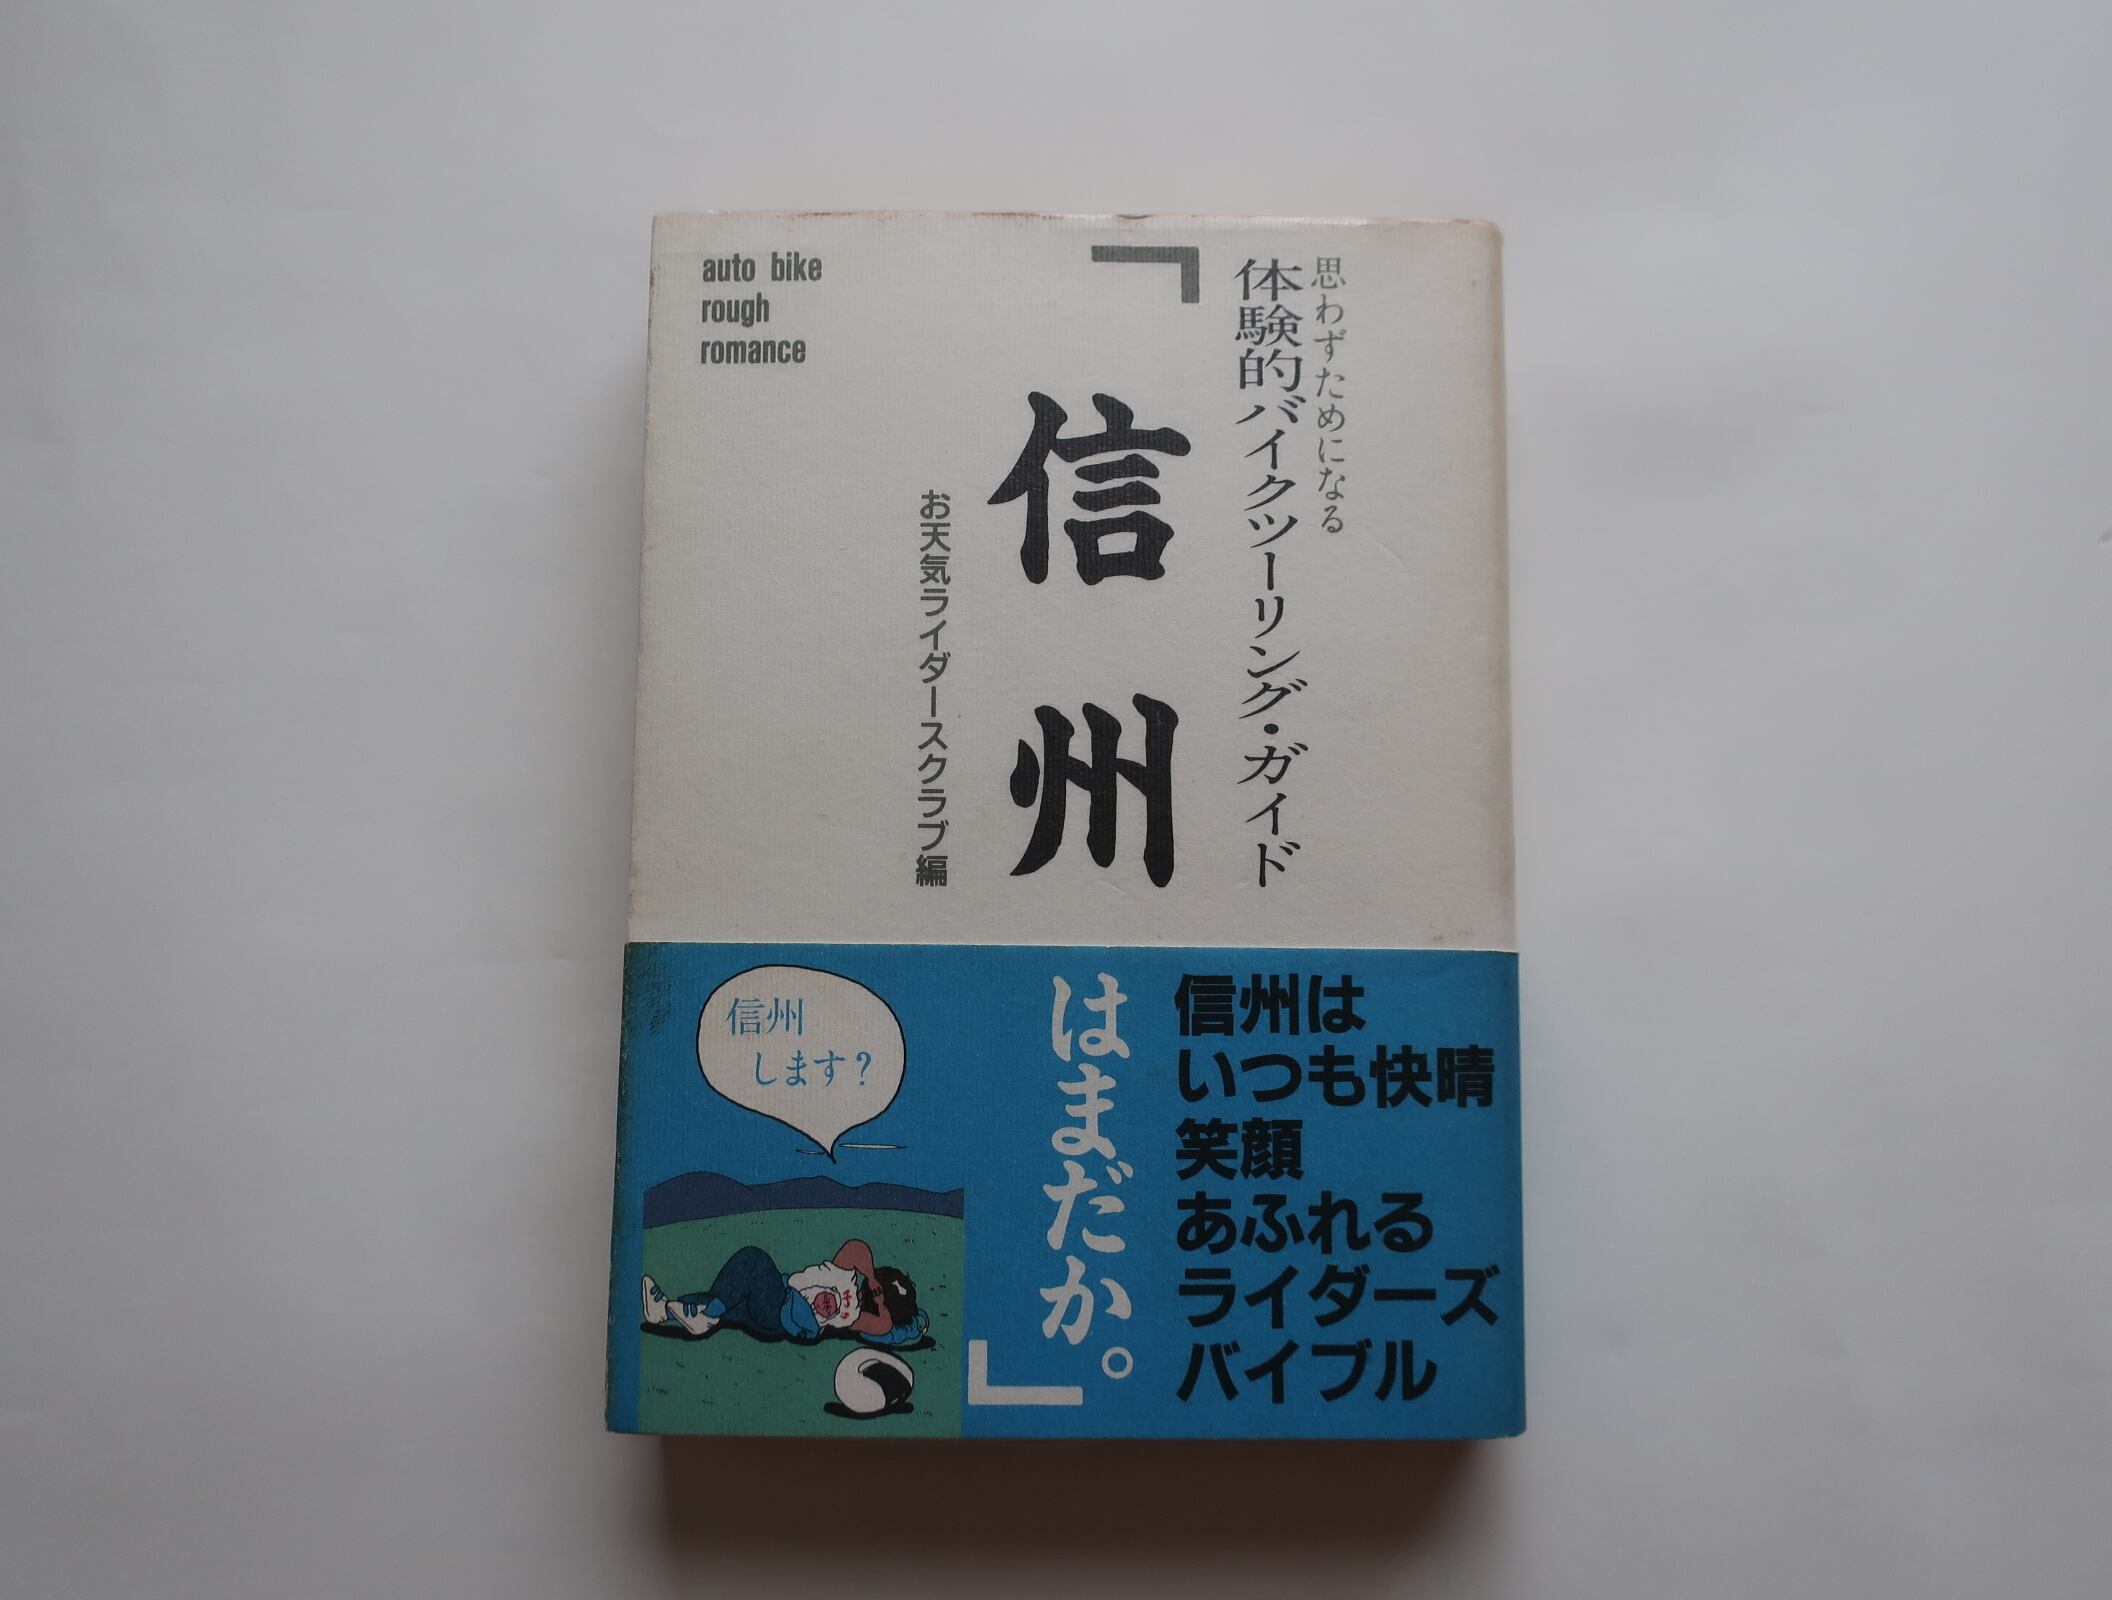 思わずためになる
体験的バイクツーリング・ガイド
「信州
お天気ライダースクラブ編
auto bike
rough
romance
信州は
いつも快晴
笑顔
あふれる
ライダーズ
バイブル
はまだか。」
信州
します?